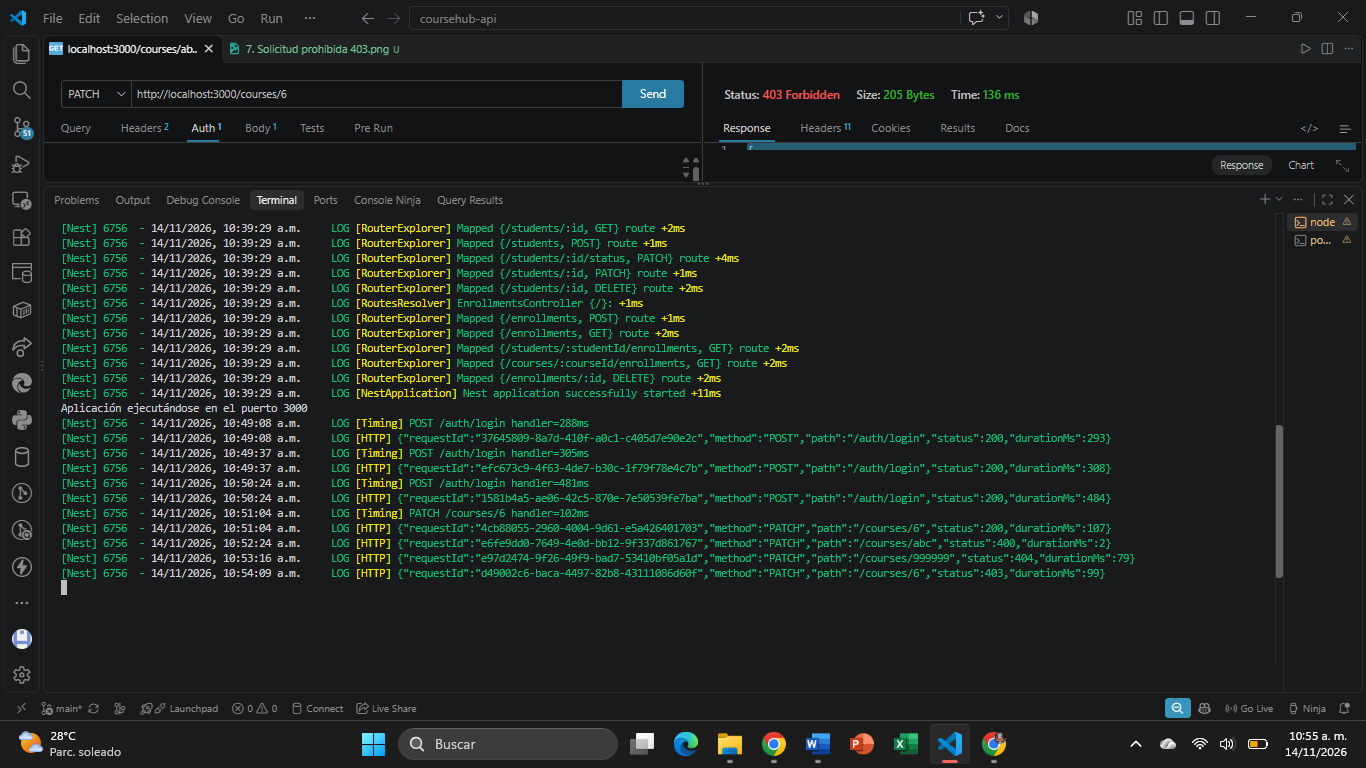 File Edit Selection View Go Run ··· coursehub-api
GET localhost:3000/courses/ab.. 7. Solicitud prohibida 403.png U
PATCH http://localhost:3000/courses/6 Send
Query Headers 2 Auth 1 Body 1 Tests Pre Run
Status: 403 Forbidden Size: 205 Bytes Time: 136 ms
Response Headers 11 Cookies Results Docs </>
Response Chart
Problems Output Debug Console Terminal Ports Console Ninja Query Results
node
po...
[Nest] 6756 - 14/11/2026, 10:39:29 a.m. LOG [RouterExplorer] Mapped {/students/:id, GET} route +2ms
[Nest] 6756 - 14/11/2026, 10:39:29 a.m. LOG [RouterExplorer] Mapped {/students, POST} route +1ms
[Nest] 6756 - 14/11/2026, 10:39:29 a.m. LOG [RouterExplorer] Mapped {/students/:id/status, PATCH} route +4ms
[Nest] 6756 - 14/11/2026, 10:39:29 a.m. LOG [RouterExplorer] Mapped {/students/:id, PATCH} route +1ms
[Nest] 6756 - 14/11/2026, 10:39:29 a.m. LOG [RouterExplorer] Mapped {/students/:id, DELETE} route +2ms
[Nest] 6756 - 14/11/2026, 10:39:29 a.m. LOG [RoutesResolver] EnrollmentsController {/}: +1ms
[Nest] 6756 - 14/11/2026, 10:39:29 a.m. LOG [RouterExplorer] Mapped {/enrollments, POST} route +1ms
[Nest] 6756 - 14/11/2026, 10:39:29 a.m. LOG [RouterExplorer] Mapped {/enrollments, GET} route +2ms
[Nest] 6756 - 14/11/2026, 10:39:29 a.m. LOG [RouterExplorer] Mapped {/students/:studentId/enrollments, GET} route +2ms
[Nest] 6756 - 14/11/2026, 10:39:29 a.m. LOG [RouterExplorer] Mapped {/courses/:courseId/enrollments, GET} route +2ms
[Nest] 6756 - 14/11/2026, 10:39:29 a.m. LOG [RouterExplorer] Mapped {/enrollments/:id, DELETE} route +2ms
[Nest] 6756 - 14/11/2026, 10:39:29 a.m. LOG [NestApplication] Nest application successfully started +11ms
Aplicación ejecutándose en el puerto 3000
[Nest] 6756 - 14/11/2026, 10:49:08 a.m. LOG [Timing] POST /auth/login handler=288ms
[Nest] 6756 - 14/11/2026, 10:49:08 a.m. LOG [HTTP] {"requestId":"37645809-8a7d-410f-a0c1-c405d7e90e2c","method":"POST","path":"/auth/login","status":200,"durationMs":293}
[Nest] 6756 - 14/11/2026, 10:49:37 a.m. LOG [Timing] POST /auth/login handler=305ms
[Nest] 6756 - 14/11/2026, 10:49:37 a.m. LOG [HTTP] {"requestId":"efc673c9-4f63-4de7-b30c-1f79f78e4c7b","method":"POST","path":"/auth/login","status":200,"durationMs":308}
[Nest] 6756 - 14/11/2026, 10:50:24 a.m. LOG [Timing] POST /auth/login handler=481ms
[Nest] 6756 - 14/11/2026, 10:50:24 a.m. LOG [HTTP] {"requestId":"1581b4a5-ae06-42c5-870e-7e50539fe7ba","method":"POST","path":"/auth/login","status":200,"durationMs":484}
[Nest] 6756 - 14/11/2026, 10:51:04 a.m. LOG [Timing] PATCH /courses/6 handler=102ms
[Nest] 6756 - 14/11/2026, 10:51:04 a.m. LOG [HTTP] {"requestId":"4cb88055-2960-4004-9d61-e5a426401703","method":"PATCH","path":"/courses/6","status":200,"durationMs":107}
[Nest] 6756 - 14/11/2026, 10:52:24 a.m. LOG [HTTP] {"requestId":"e6fe9dd0-7649-4e0d-bb12-9f337d861767","method":"PATCH","path":"/courses/abc","status":400,"durationMs":2}
[Nest] 6756 - 14/11/2026, 10:53:16 a.m. LOG [HTTP] {"requestId":"e97d2474-9f26-49f9-bad7-53410bf05a1d","method":"PATCH","path":"/courses/999999","status":404,"durationMs":79}
[Nest] 6756 - 14/11/2026, 10:54:09 a.m. LOG [HTTP] {"requestId":"d49002c6-baca-4497-82b8-43111086d60f","method":"PATCH","path":"/courses/6","status":403,"durationMs":99}
main* Launchpad 0 0 Connect Live Share Go Live Ninja
28°C
Parc. soleado
Buscar
10:55 a. m.
14/11/2026